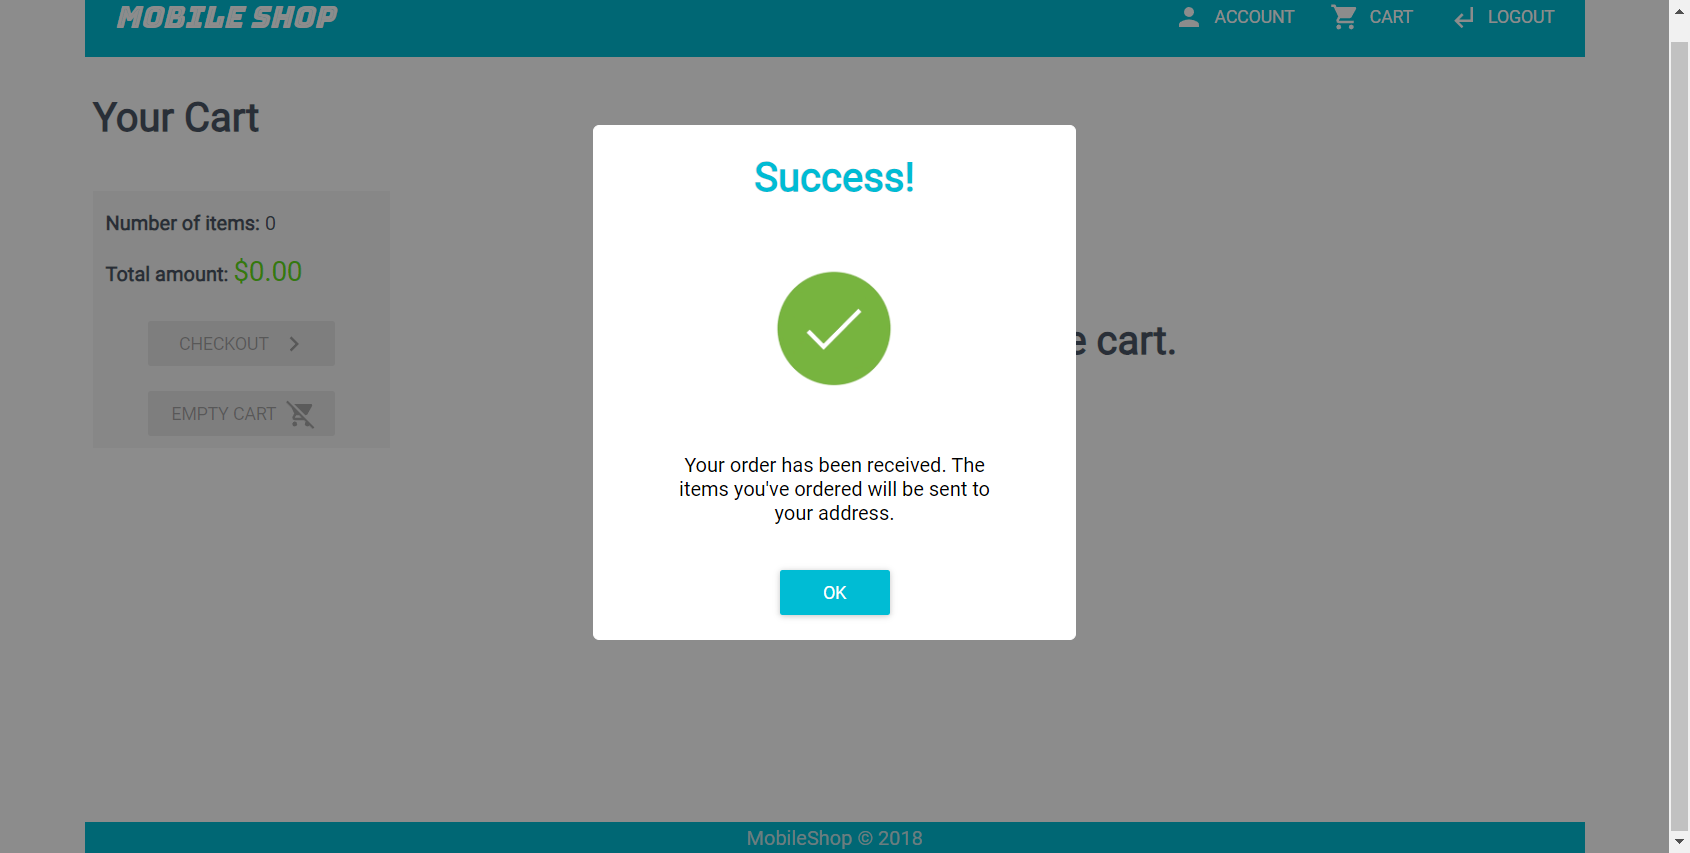 MOBILE SHOP
ACCOUNT
CART
LOGOUT
Your Cart
Number of items: 0
Total amount: $0.00
CHECKOUT
EMPTY CART
cart.
Success!
Your order has been received. The
items you've ordered will be sent to
your address.
OK
MobileShop © 2018